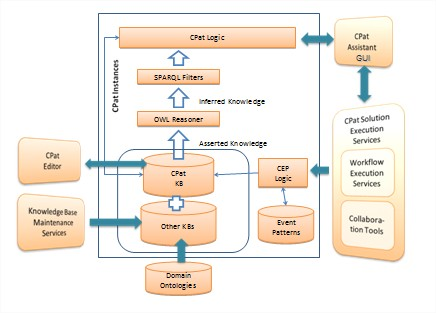 CPat Instances
CPat Logic
CPat
Assistant
GUI
SPARQL Filters
Inferred Knowledge
OWL Reasoner
Asserted Knowledge
CPat Solution
Execution
Services
Workflow
Execution
Services
Collabora-
tion Tools
CPat
Editor
CPat
KB
CEP
Logic
Knowledge Base
Maintenance
Services
Other KBs
Event
Patterns
Domain
Ontologies